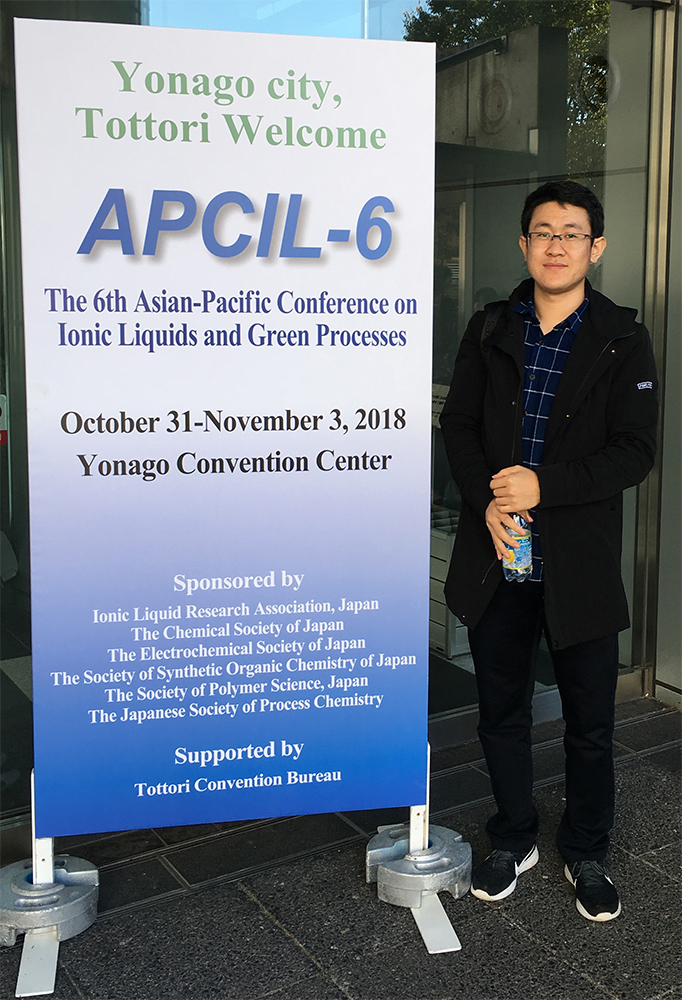 Yonago city,
Tottori Welcome
APCIL-6
The 6th Asian-Pacific Conference on
Ionic Liquids and Green Processes
October 31-November 3, 2018
Yonago Convention Center
Sponsored by
Ionic Liquid Research Association, Japan
The Chemical Society of Japan
The Electrochemical Society of Japan
The Society of Synthetic Organic Chemistry of Japan
The Society of Polymer Science, Japan
The Japanese Society of Process Chemistry
Supported by
Tottori Convention Bureau